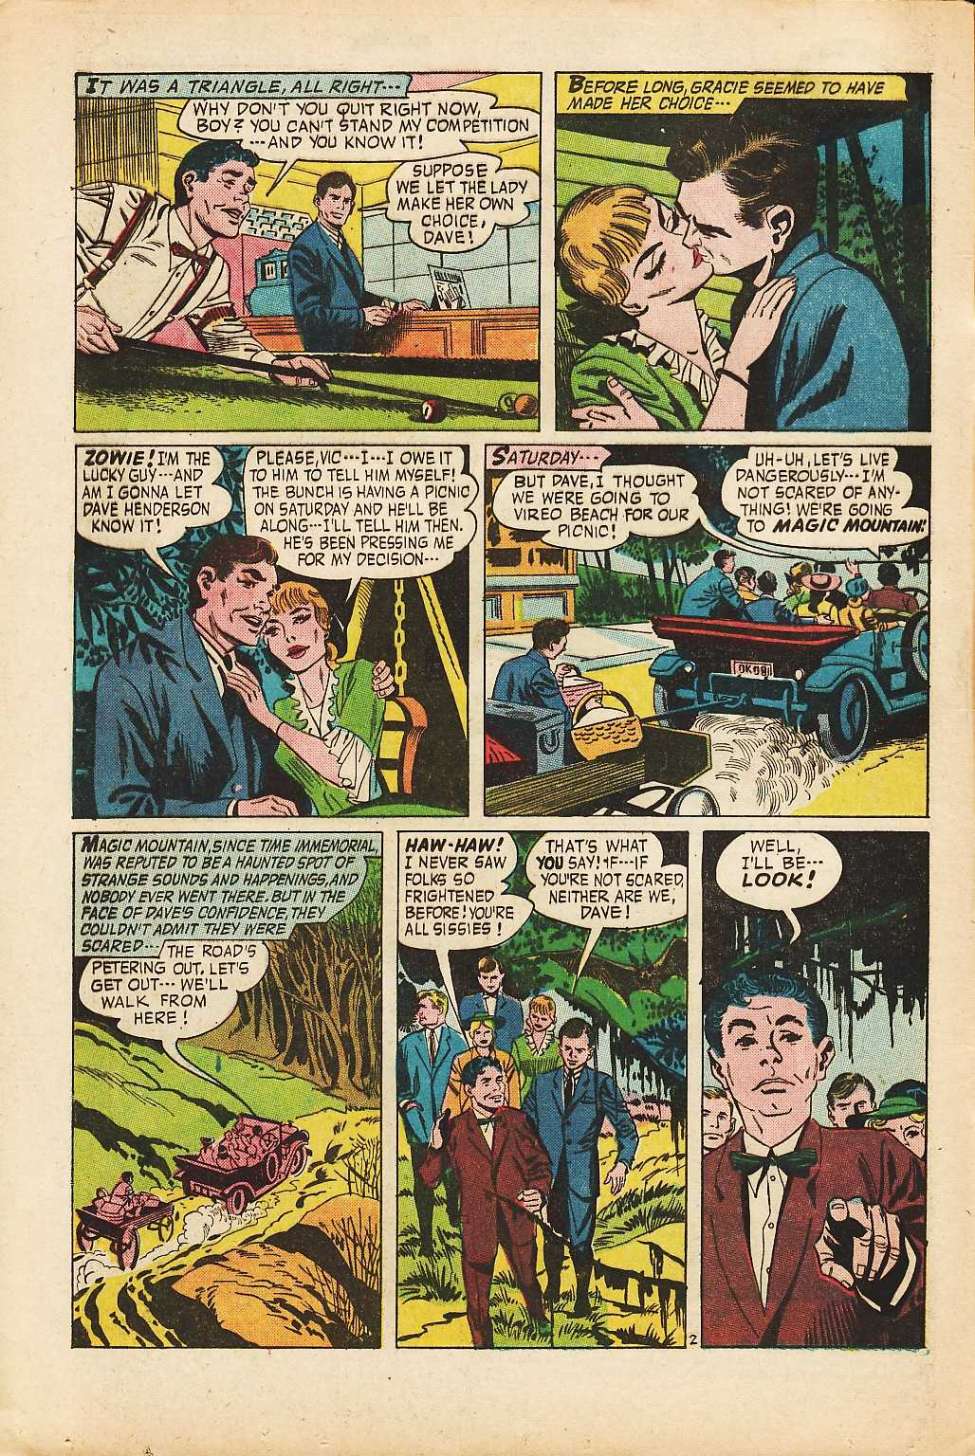 IT WAS A TRIANGLE, ALL RIGHT---
WHY DON'T YOU QUIT RIGHT NOW,
BOY? YOU CAN'T STAND MY COMPETITION
---AND YOU KNOW IT!
SUPPOSE
WE LET THE LADY
MAKE HER OWN
CHOICE,
DAVE!
BEFORE LONG, GRACIE SEEMED TO HAVE
MADE HER CHOICE---
ZOWIE! I'M THE
LUCKY GUY---AND
AM I GONNA LET
DAVE HENDERSON
KNOW IT!
PLEASE, VIC---I---I OWE IT
TO HIM TO TELL HIM MYSELF!
THE BUNCH IS HAVING A PICNIC
ON SATURDAY AND HE'LL BE
ALONG---I'LL TELL HIM THEN.
HE'S BEEN PRESSING ME
FOR MY DECISION---
SATURDAY---
BUT DAVE, I THOUGHT
WE WERE GOING TO
VIREO BEACH FOR OUR
PICNIC!
UH-UH, LET'S LIVE
DANGEROUSLY---I'M
NOT SCARED OF ANY-
THING! WE'RE GOING
TO MAGIC MOUNTAIN!
MAGIC MOUNTAIN, SINCE TIME IMMEMORIAL,
WAS REPUTED TO BE A HAUNTED SPOT OF
STRANGE SOUNDS AND HAPPENINGS, AND
NOBODY EVER WENT THERE. BUT IN THE
FACE OF DAVE'S CONFIDENCE, THEY
COULDN'T ADMIT THEY WERE
SCARED---
THE ROAD'S
PETERING OUT, LET'S
GET OUT---WE'LL
WALK FROM
HERE!
HAW-HAW!
I NEVER SAW
FOLKS SO
FRIGHTENED
BEFORE! YOU'RE
ALL SISSIES!
THAT'S WHAT
YOU SAY! IF---IF
YOU'RE NOT SCARED,
NEITHER ARE WE,
DAVE!
2
WELL,
I'LL BE---
LOOK!